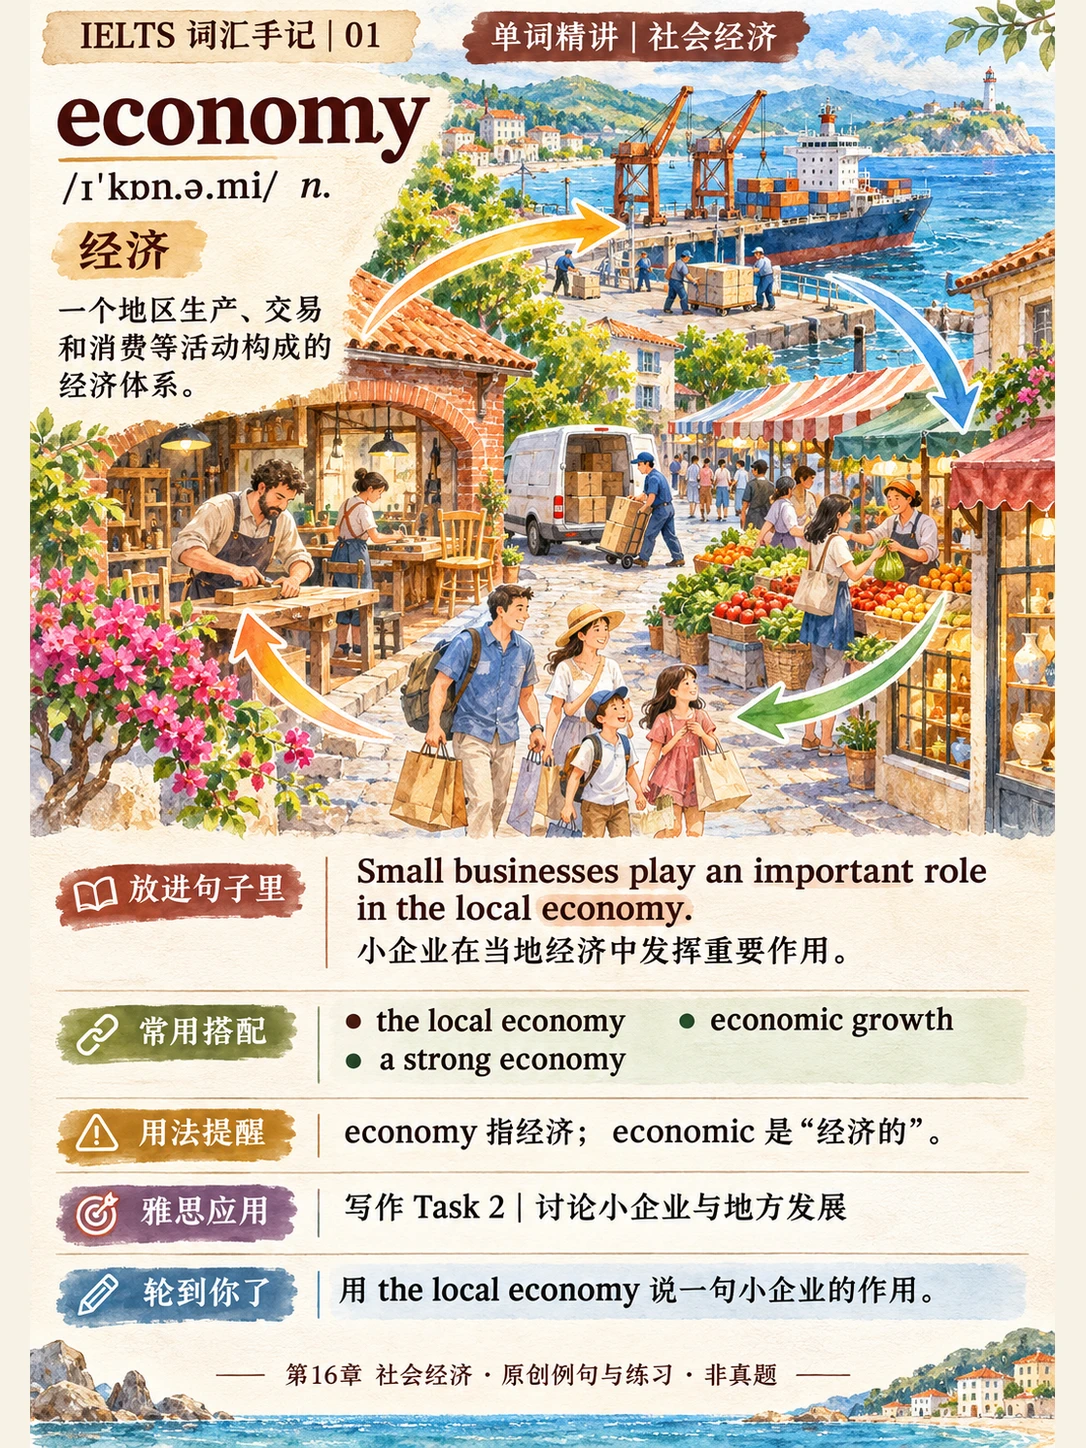 IELTS 词汇手记 | 01
单词精讲 | 社会经济
economy
/ɪˈkɒn.ə.mi/ n.
经济
一个地区生产、交易
和消费等活动构成的
经济体系。
放进句子里
Small businesses play an important role
in the local economy.
小企业在当地经济中发挥重要作用。
常用搭配
• the local economy • economic growth
• a strong economy
用法提醒
economy 指经济； economic 是“经济的”。
雅思应用
写作 Task 2 | 讨论小企业与地方发展
轮到你了
用 the local economy 说一句小企业的作用。
第16章 社会经济 · 原创例句与练习 · 非真题